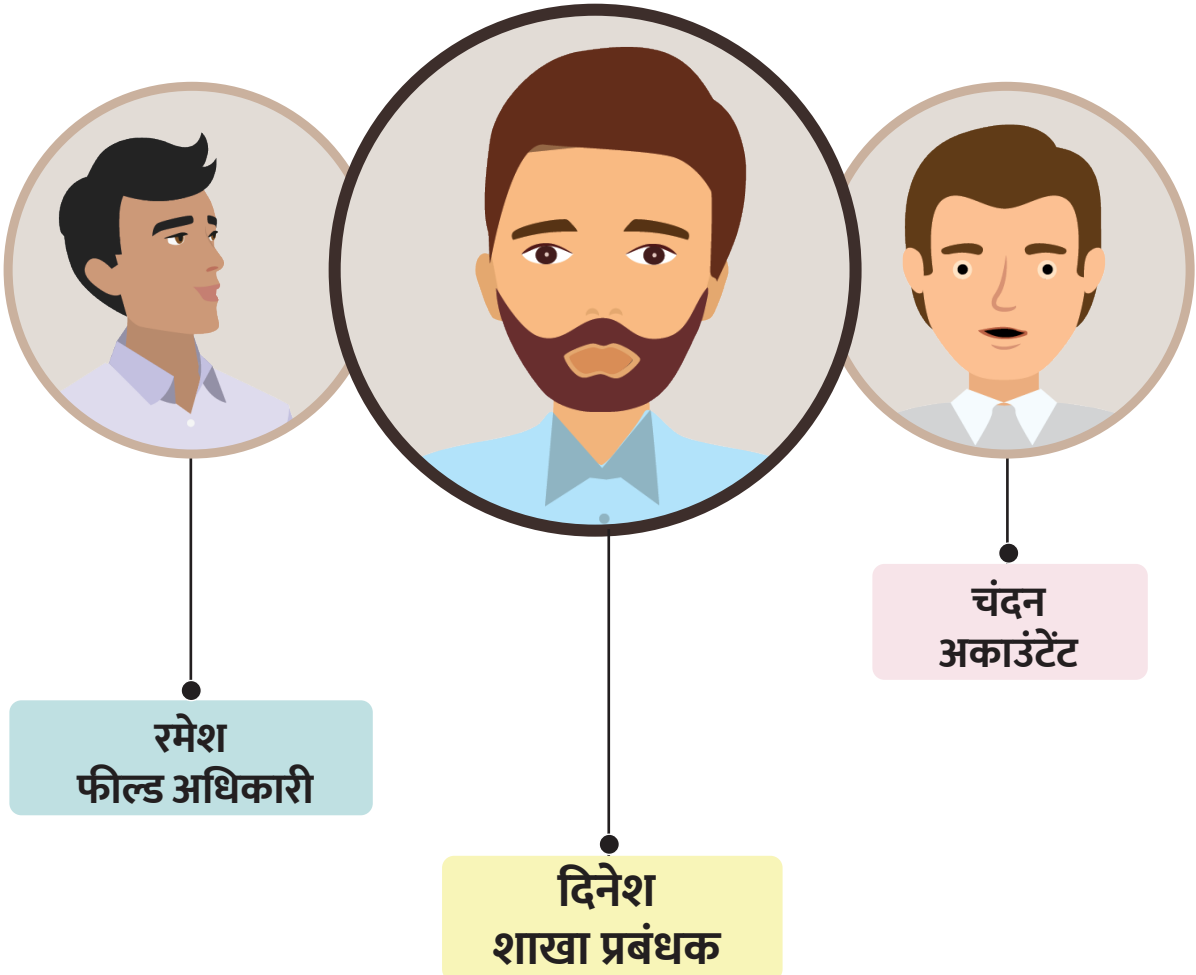 रमेश
फील्ड अधिकारी
दिनेश
शाखा प्रबंधक
चंदन
अकाउंटेंट